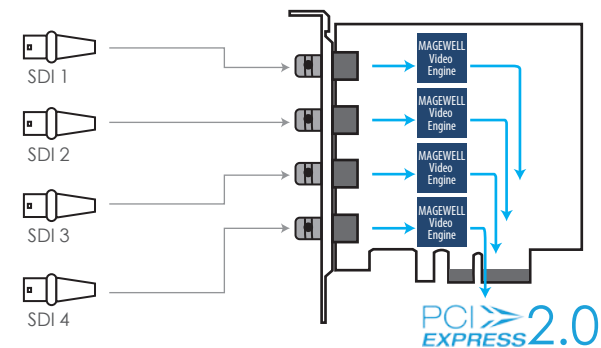 SDI 1
SDI 2
SDI 3
SDI 4
MAGEWELL
Video
Engine
MAGEWELL
Video
Engine
MAGEWELL
Video
Engine
MAGEWELL
Video
Engine
PCI
EXPRESS 2.0